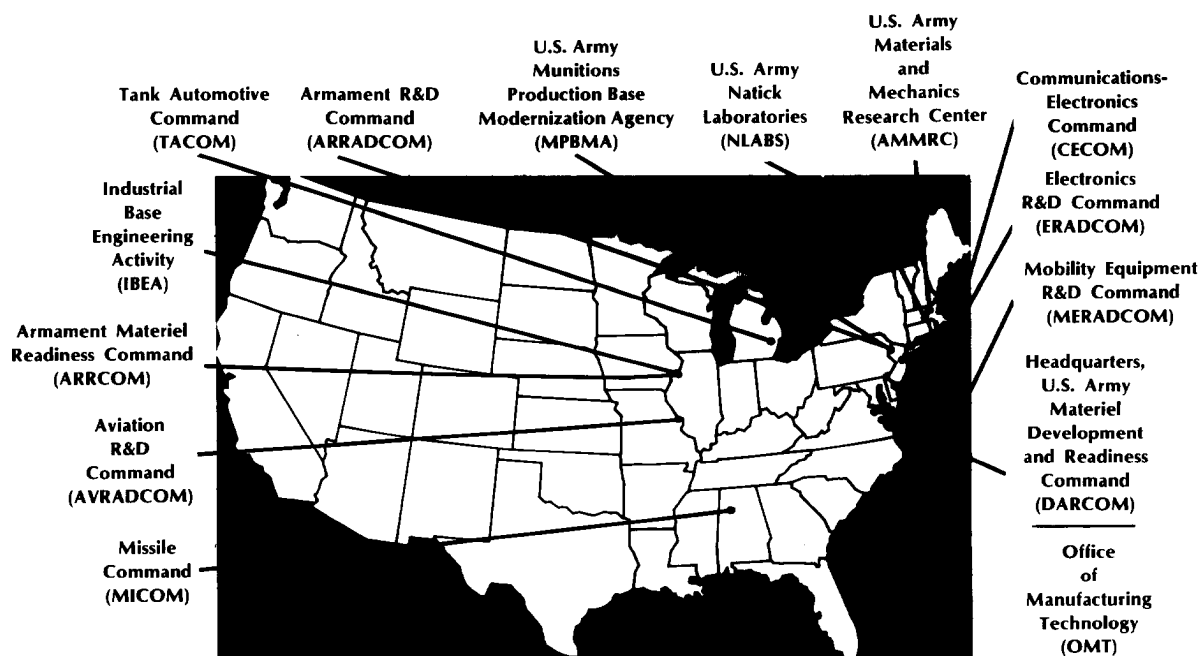 Tank Automotive
Command
(TACOM)
Armament R&D
Command
(ARRADCOM)
U.S. Army
Munitions
Production Base
Modernization Agency
(MPBMA)
U.S. Army
Natick
Laboratories
(NLABS)
U.S. Army
Materials
and
Mechanics
Research Center
(AMMRC)
Communications-
Electronics
Command
(CECOM)
Electronics
R&D Command
(ERADCOM)
Mobility Equipment
R&D Command
(MERADCOM)
Headquarters,
U.S. Army
Materiel
Development
and Readiness
Command
(DARCOM)
Office
of
Manufacturing
Technology
(OMT)
Industrial
Base
Engineering
Activity
(IBEA)
Armament Materiel
Readiness Command
(ARRCOM)
Aviation
R&D
Command
(AVRADCOM)
Missile
Command
(MICOM)